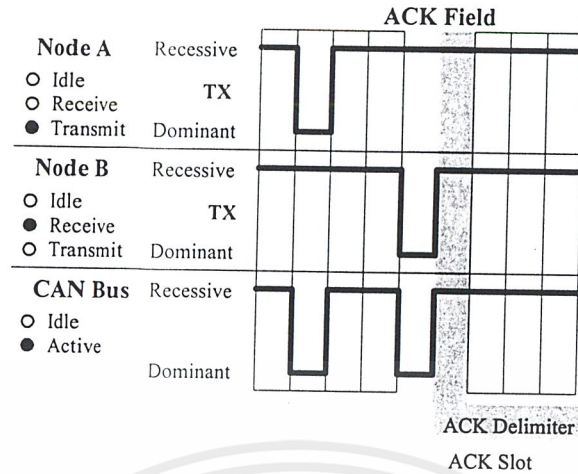 ACK Field
Node A
Recessive
Idle
Receive
TX
Transmit
Dominant
Node B
Recessive
Idle
Receive
TX
Transmit
Dominant
CAN Bus
Recessive
Idle
Active
Dominant
ACK Delimiter
ACK Slot